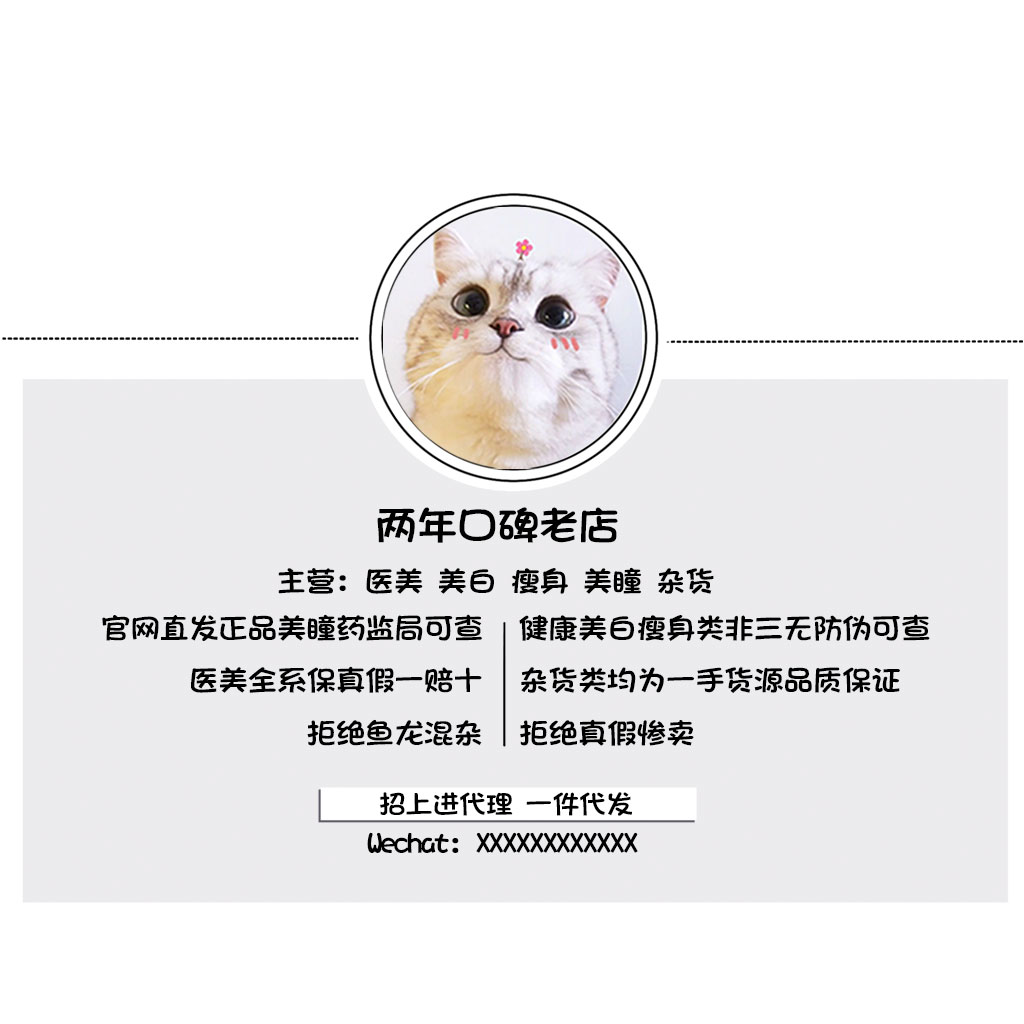 两年口碑老店
主营：医美 美白 瘦身 美瞳 杂货
官网直发正品美瞳药监局可查
医美全系保真假一赔十
拒绝鱼龙混杂
健康美白瘦身类非三无防伪可查
杂货类均为一手货源品质保证
拒绝真假惨卖
招上进代理 一件代发
Wechat: XXXXXXXXXXXX